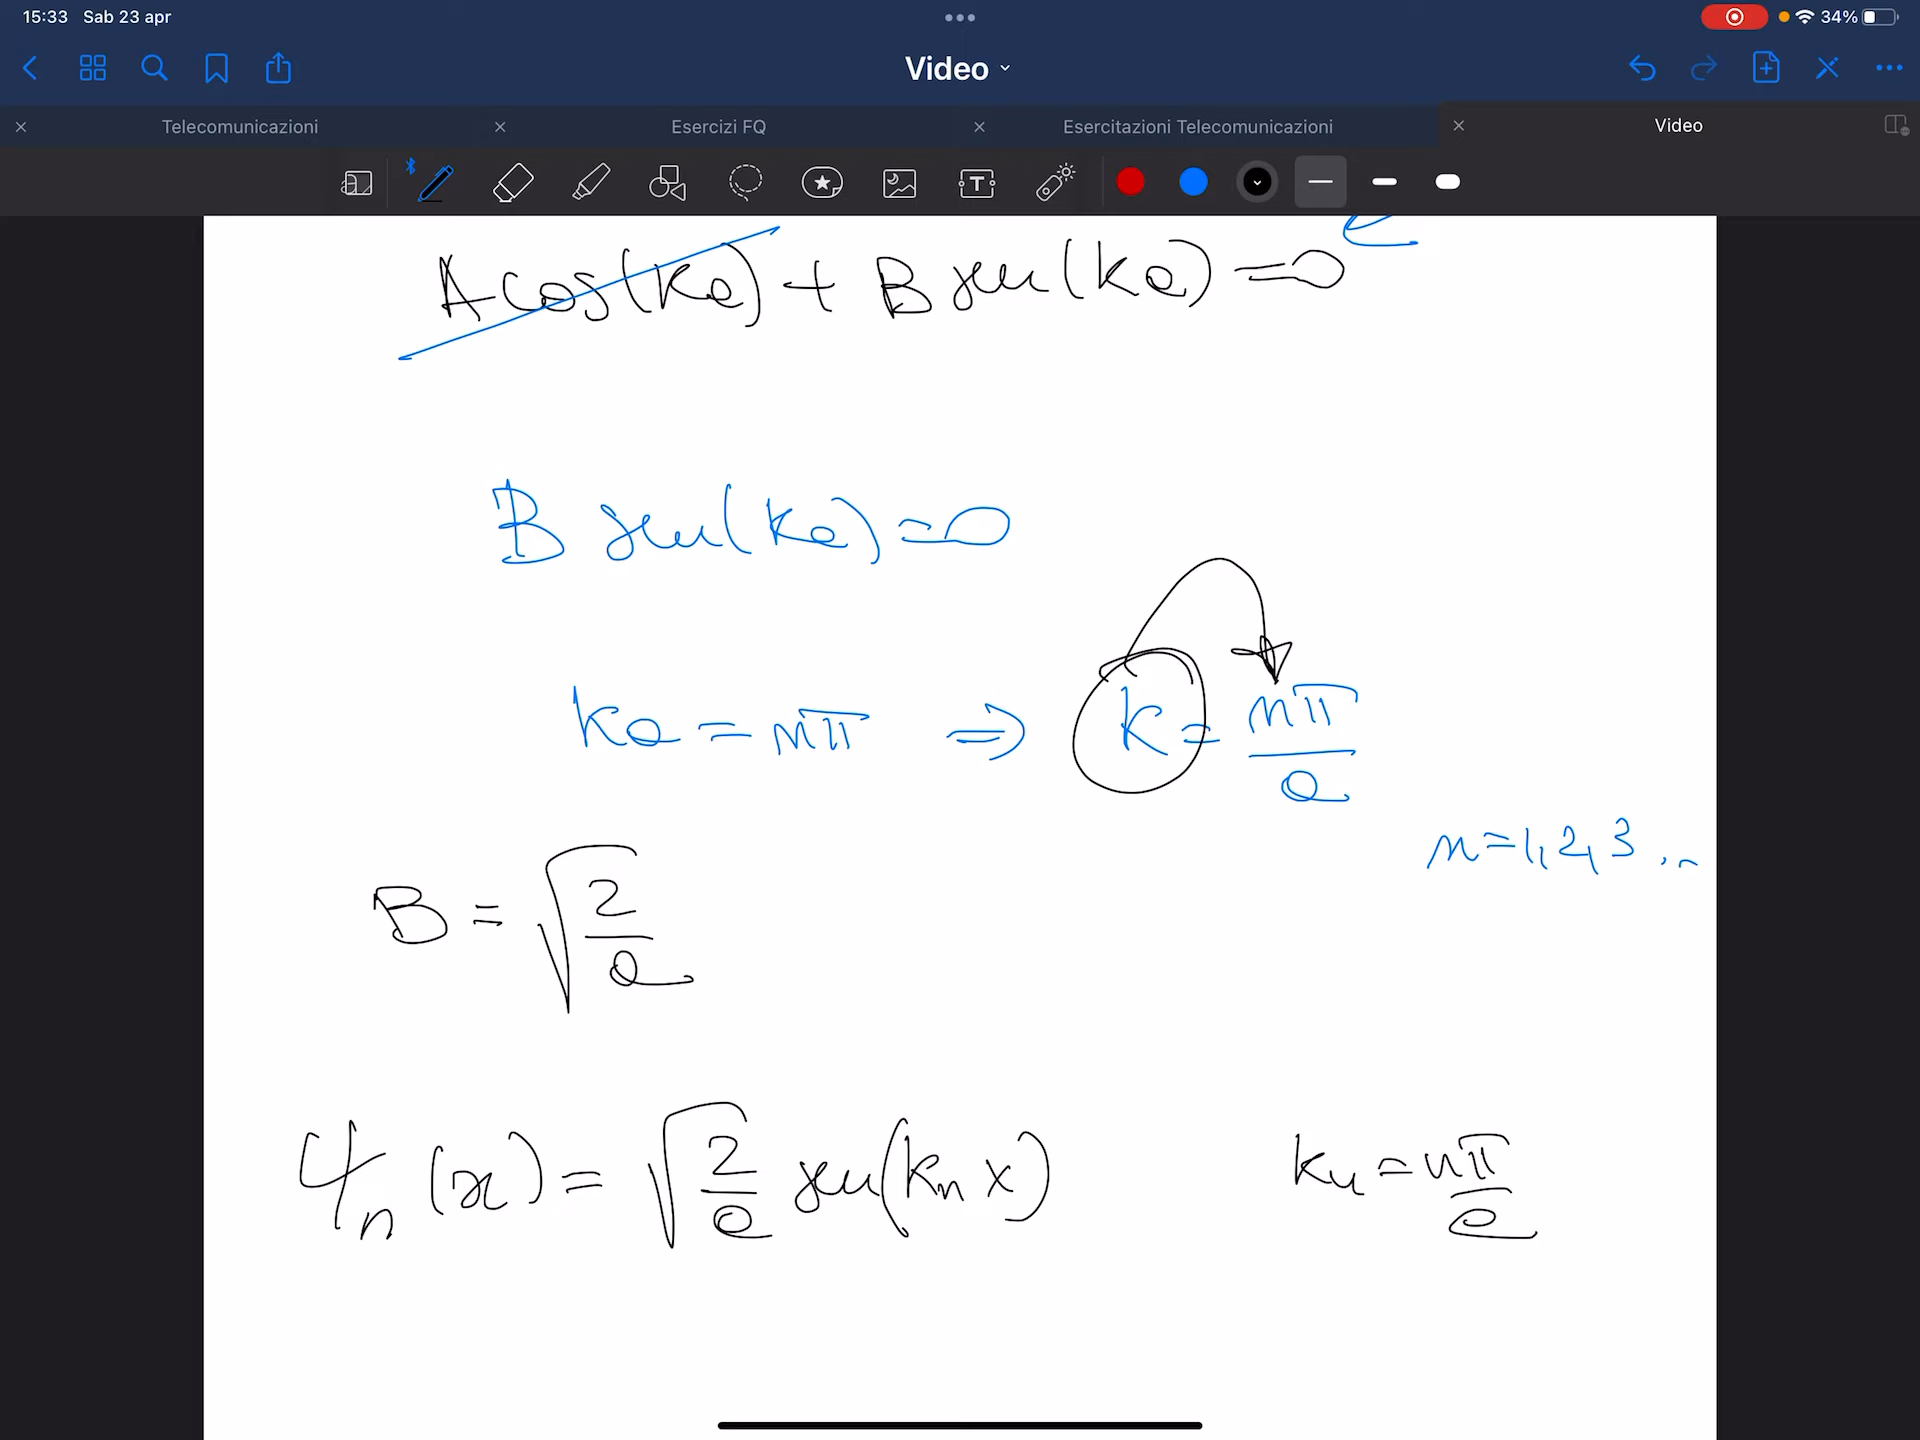 15:33 Sab 23 apr
34%
Video
Telecomunicazioni
Esercizi FQ
Esercitazioni Telecomunicazioni
Video
A cos(ka) + B sen(ka) = 0
B sen(ka) = 0
ka = nπ ⇒ k = nπ/a
n = 1, 2, 3 ...
B = √(2/a)
ψn(x) = √(2/a) sen(kn x) kn = nπ/a